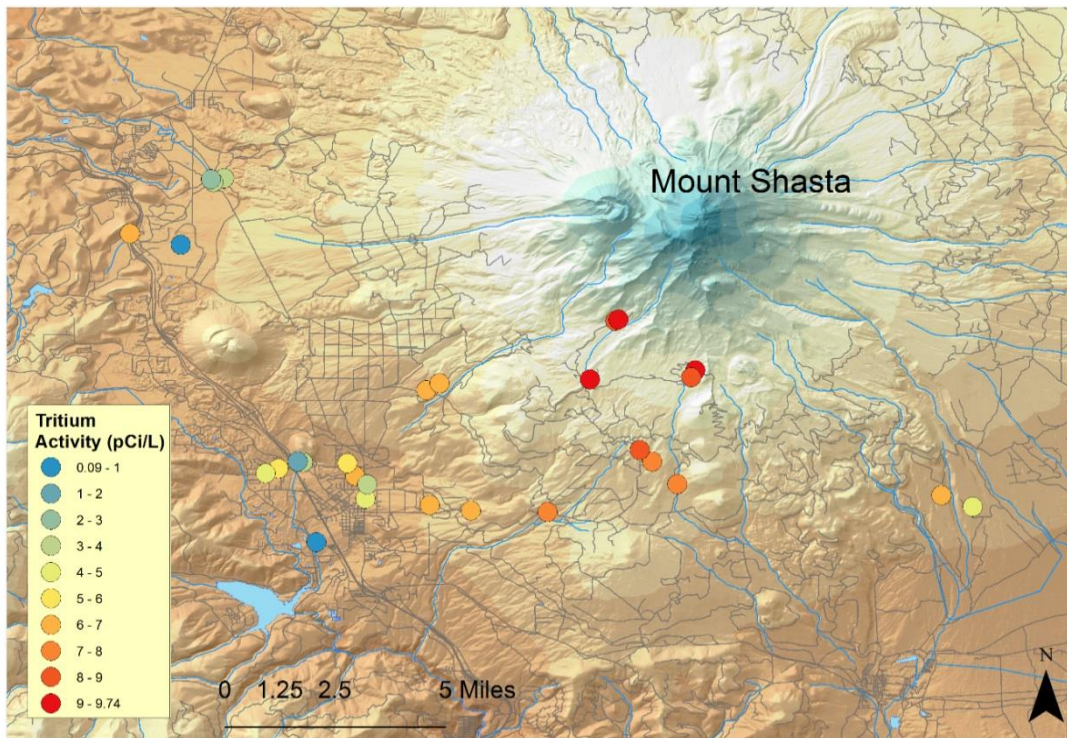 Mount Shasta
Tritium
Activity (pCi/L)
0.09 - 1
1 - 2
2 - 3
3 - 4
4 - 5
5 - 6
6 - 7
7 - 8
8 - 9
9 - 9.74
0 1.25 2.5 5 Miles
N